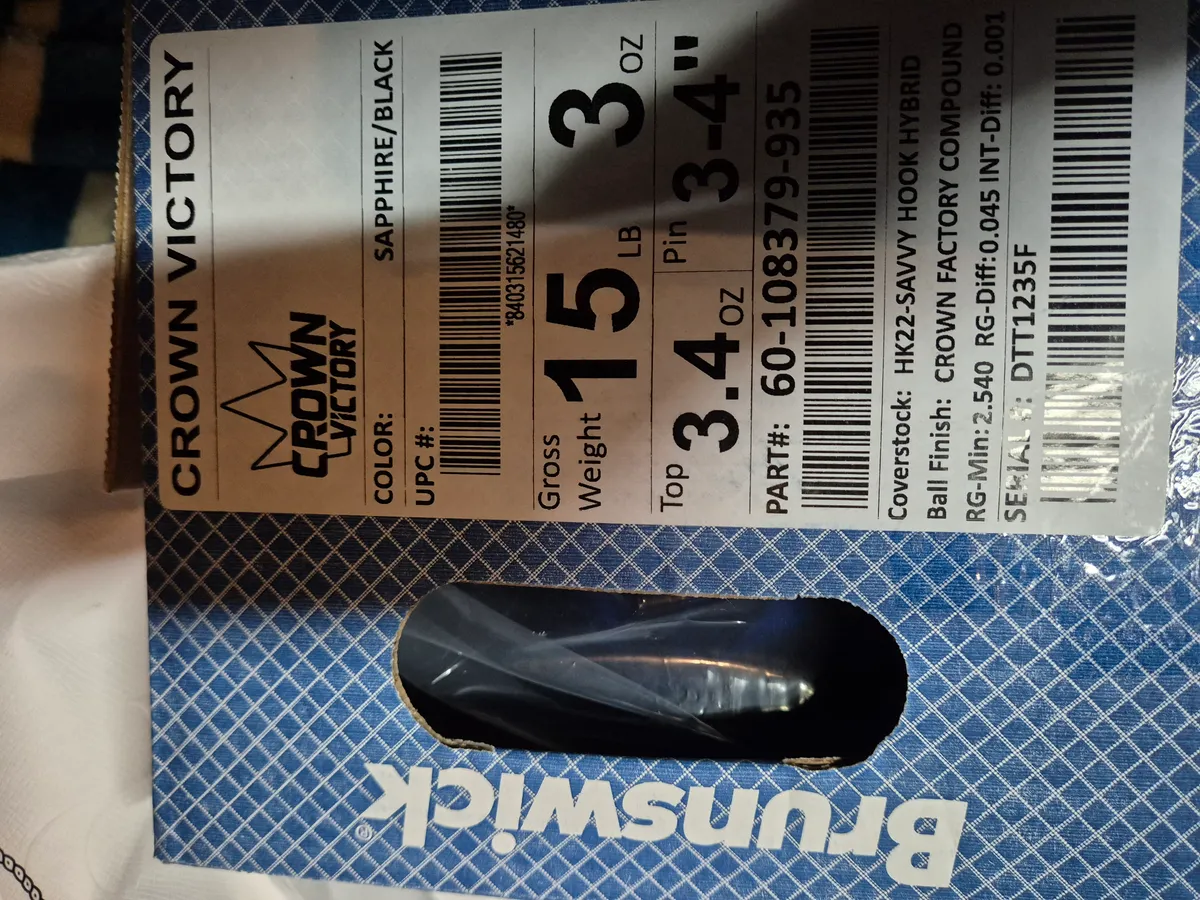 CROWN VICTORY
CROWN
VICTORY
COLOR: SAPPHIRE/BLACK
UPC #:
*840315621480*
Gross Weight 15 LB 3 OZ
Top 3.4 OZ Pin 3-4"
PART#: 60-108379-935
Coverstock: HK22-SAVVY HOOK HYBRID
Ball Finish: CROWN FACTORY COMPOUND
RG-Min: 2.540 RG-Diff:0.045 INT-Diff: 0.001
SERIAL#: DTT1235F
Brunswick®